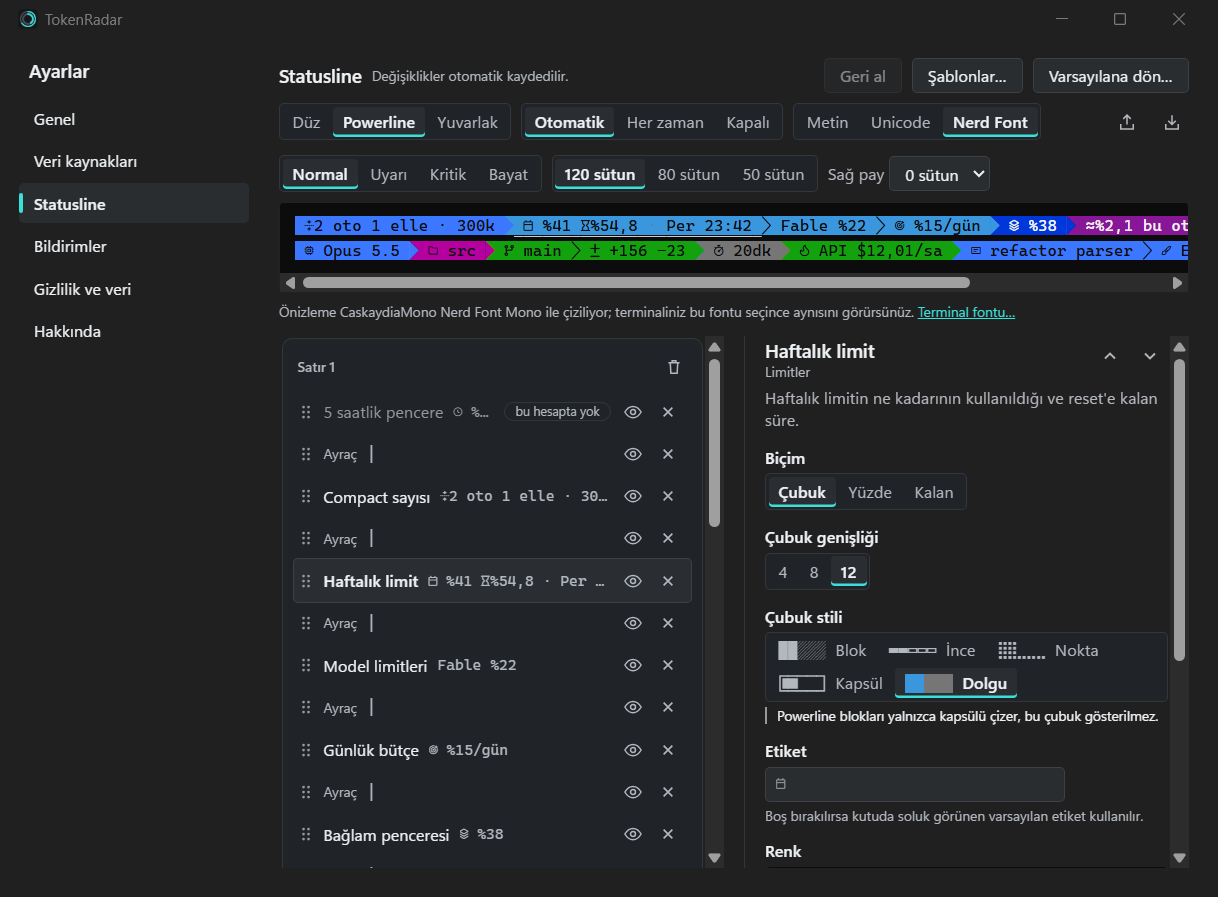 TokenRadar
Ayarlar
Genel
Veri kaynakları
Statusline
Bildirimler
Gizlilik ve veri
Hakkında
Statusline Değişiklikler otomatik kaydedilir.
Geri al Şablonlar... Varsayılana dön...
Düz Powerline Yuvarlak Otomatik Her zaman Kapalı Metin Unicode Nerd Font
Normal Uyarı Kritik Bayat 120 sütun 80 sütun 50 sütun Sağ pay 0 sütun
÷2 oto 1 elle · 300k %41 %54,8 Per 23:42 Fable %22 %15/gün %38 ≈%2,1 bu ot
Opus 5.5 src main ± +156 −23 20dk API $12,01/sa refactor parser
Önizleme CaskaydiaMono Nerd Font Mono ile çiziliyor; terminaliniz bu fontu seçince aynısını görürsünüz. Terminal fontu...
Satır 1
5 saatlik pencere %... bu hesapta yok
Ayraç |
Compact sayısı ÷2 oto 1 elle · 30...
Ayraç |
Haftalık limit %41 %54,8 · Per ...
Ayraç |
Model limitleri Fable %22
Ayraç |
Günlük bütçe %15/gün
Ayraç |
Bağlam penceresi %38
Haftalık limit
Limitler
Haftalık limitin ne kadarının kullanıldığı ve reset'e kalan
süre.
Biçim
Çubuk Yüzde Kalan
Çubuk genişliği
4 8 12
Çubuk stili
Blok İnce Nokta
Kapsül Dolgu
Powerline blokları yalnızca kapsülü çizer, bu çubuk gösterilmez.
Etiket
Boş bırakılırsa kutuda soluk görünen varsayılan etiket kullanılır.
Renk